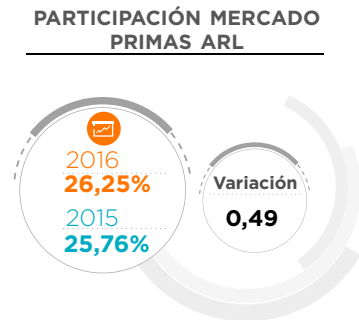 PARTICIPACIÓN MERCADO
PRIMAS ARL
2016
26,25%
2015
25,76%
Variación
0,49